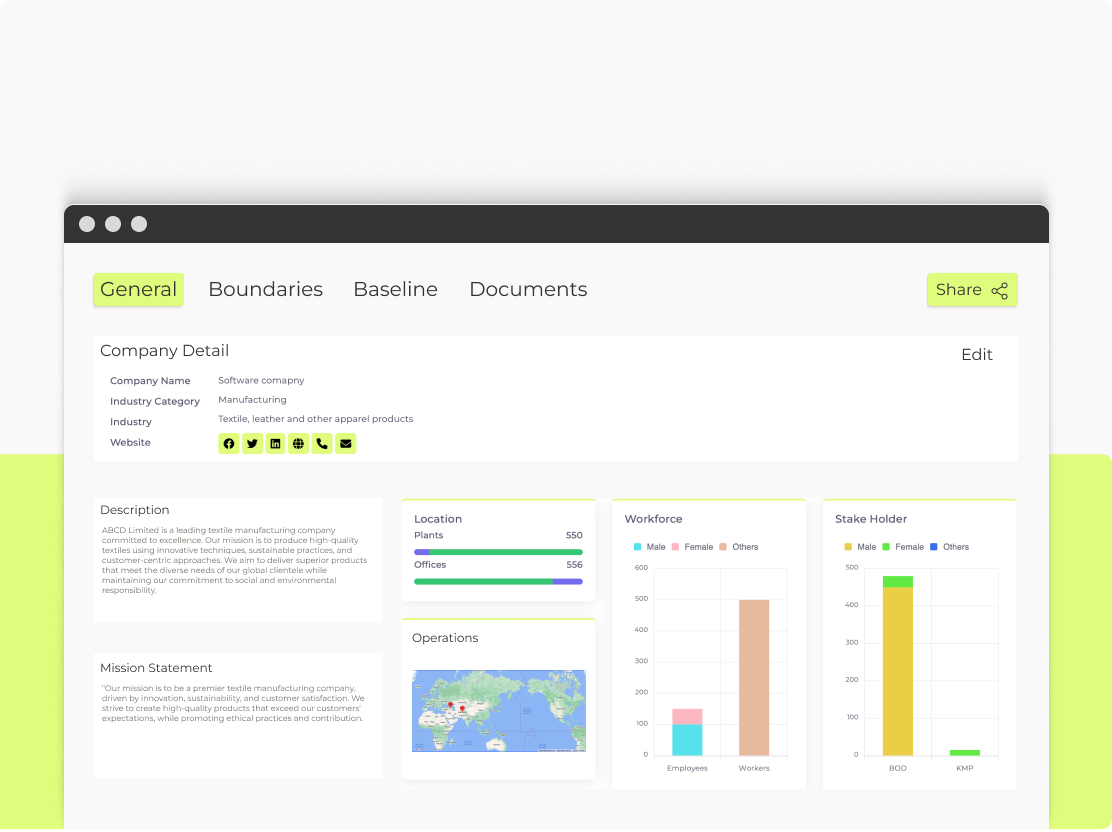 General Boundaries Baseline Documents Share
Company Detail
Edit
Company Name Software comapny
Industry Category Manufacturing
Industry Textile, leather and other apparel products
Website
Description
ABCD Limited is a leading textile manufacturing company
committed to excellence. Our mission is to produce high-quality
textiles using innovative techniques, sustainable practices, and
customer-centric approaches. We aim to deliver superior products
that meet the diverse needs of our global clientele while
maintaining our commitment to social and environmental
responsibility.
Mission Statement
"Our mission is to be a premier textile manufacturing company,
driven by innovation, sustainability, and customer satisfaction. We
strive to create high-quality products that exceed our customers'
expectations, while promoting ethical practices and contribution.
Location
Plants 550
Offices 556
Operations
Workforce
Male Female Others
600
500
400
300
200
100
0
Employees Workers
Stake Holder
Male Female Others
500
400
300
200
100
0
BOD KMP